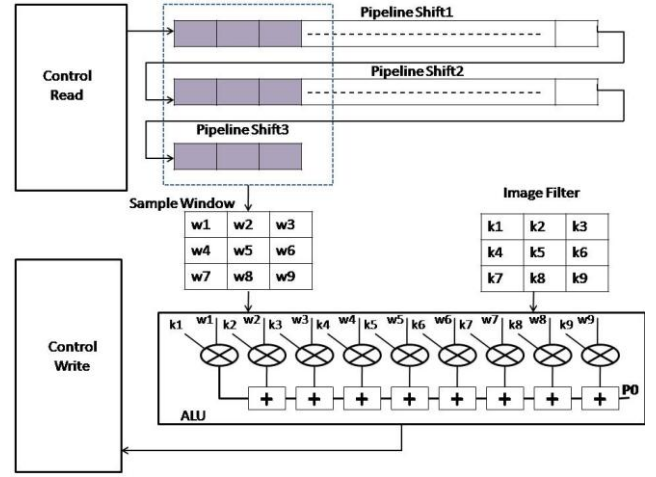 Pipeline Shift1
Control
Read
Pipeline Shift2
Pipeline Shift3
Sample Window
Image Filter
w1 w2 w3
w4 w5 w6
w7 w8 w9
k1 k2 k3
k4 k5 k6
k7 k8 k9
Control
Write
k1 w1 k2 w2 k3 w3 k4 w4 k5 w5 k6 w6 k7 w7 k8 w8 k9 w9
+ + + + + + + +
P0
ALU